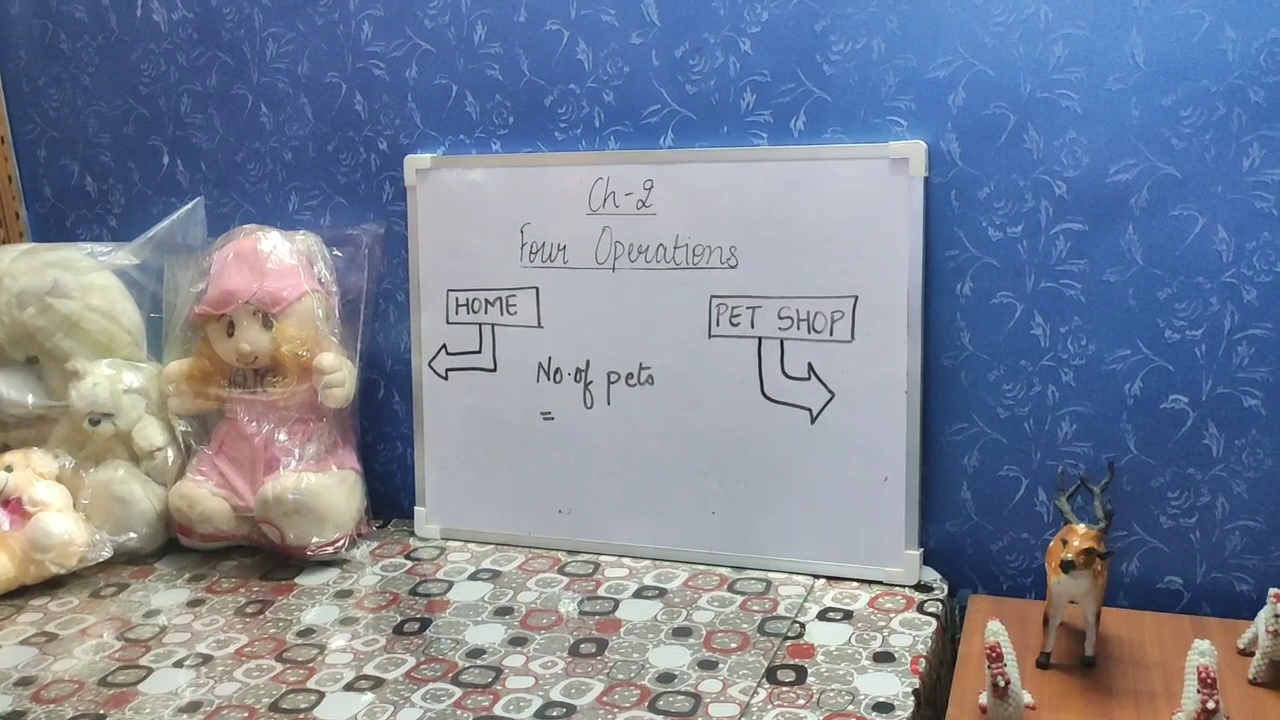 Ch-2
Four Operations
HOME
PET SHOP
No. of pets
=